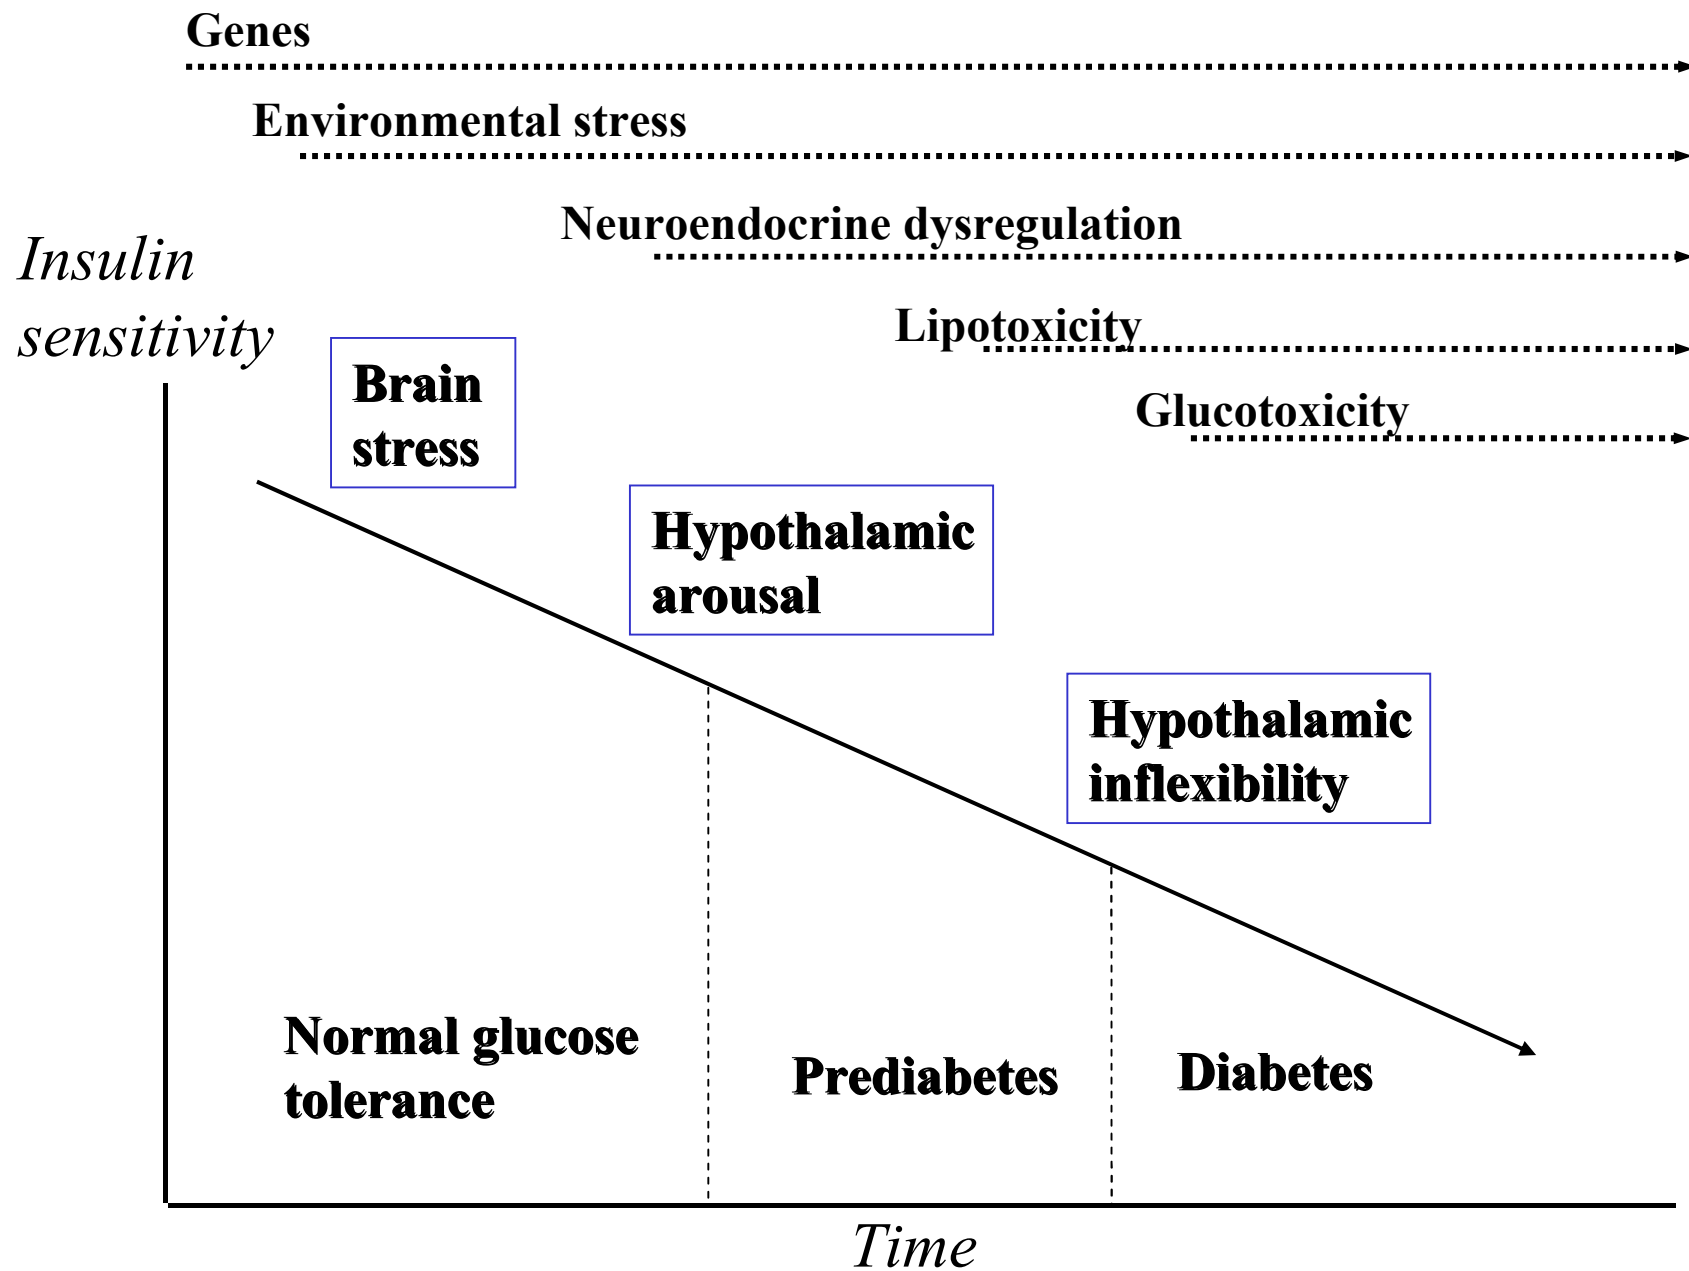 Genes
Environmental stress
Neuroendocrine dysregulation
Insulin
sensitivity
Lipotoxicity
Glucotoxicity
Brain
stress
Hypothalamic
arousal
Hypothalamic
inflexibility
Normal glucose
tolerance
Prediabetes
Diabetes
Time